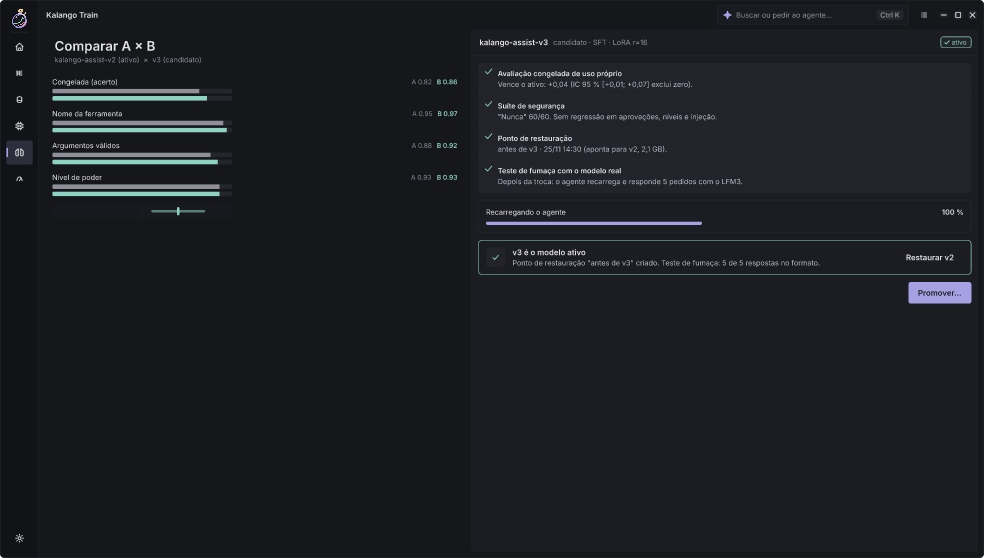 Kalango Train
Buscar ou pedir ao agente...
Ctrl K
Comparar A × B
kalango-assist-v2 (ativo) × v3 (candidato)
Congelada (acerto)
A 0.82 B 0.86
Nome da ferramenta
A 0.95 B 0.97
Argumentos válidos
A 0.88 B 0.92
Nível de poder
A 0.93 B 0.93
kalango-assist-v3 candidato · SFT · LoRA r=16
ativo
Avaliação congelada de uso próprio
Vence o ativo: +0,04 (IC 95 % [+0,01; +0,07] exclui zero).
Suíte de segurança
"Nunca" 60/60. Sem regressão em aprovações, níveis e injeção.
Ponto de restauração
antes de v3 · 25/11 14:30 (aponta para v2, 2,1 GB).
Teste de fumaça com o modelo real
Depois da troca: o agente recarrega e responde 5 pedidos com o LFM3.
Recarregando o agente
100 %
v3 é o modelo ativo
Ponto de restauração "antes de v3" criado. Teste de fumaça: 5 de 5 respostas no formato.
Restaurar v2
Promover...